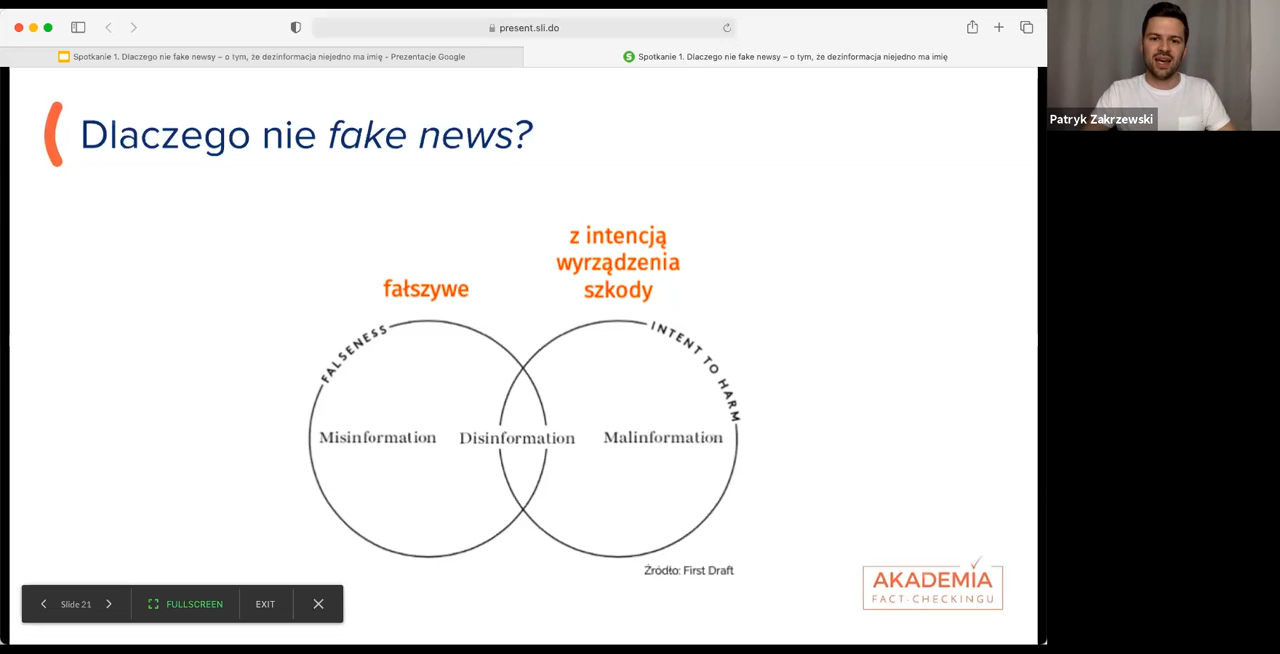 present.sli.do
Spotkanie 1. Dlaczego nie fake newsy – o tym, że dezinformacja niejedno ma imię - Prezentacje Google
Spotkanie 1. Dlaczego nie fake newsy – o tym, że dezinformacja niejedno ma imię
Patryk Zakrzewski
Dlaczego nie fake news?
z intencją
wyrządzenia
szkody
fałszywe
FALSENESS
INTENT TO HARM
Misinformation
Disinformation
Malinformation
Źródło: First Draft
AKADEMIA
FACT-CHECKINGU
Slide 21
FULLSCREEN
EXIT